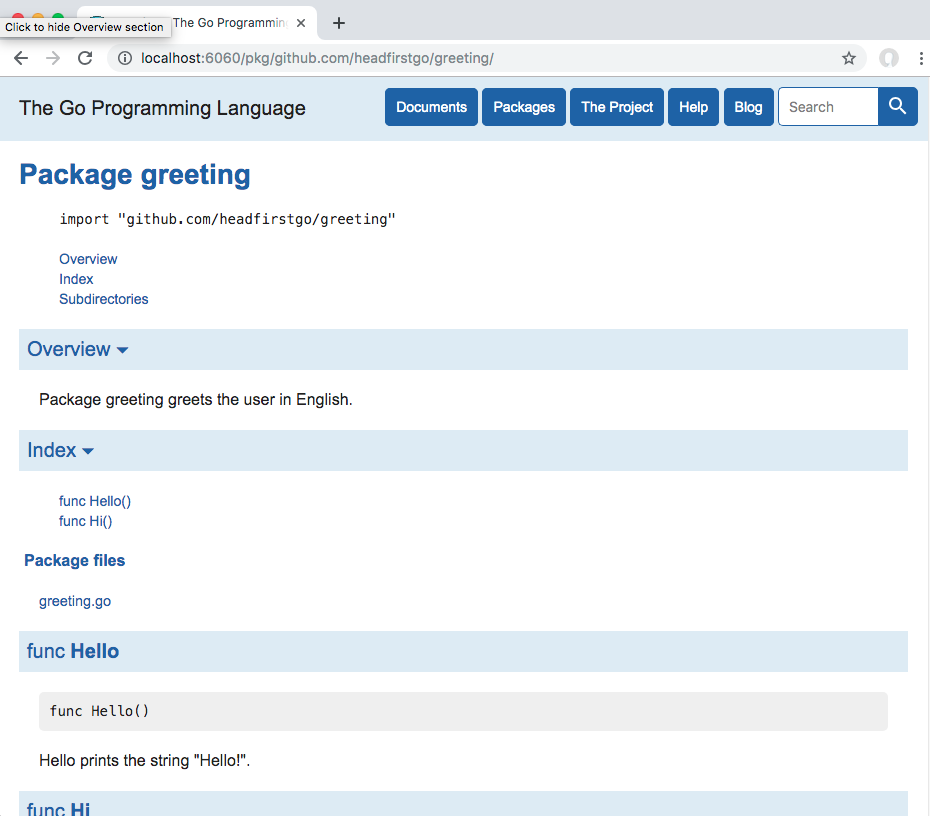 Click to hide Overview section
The Go Programming
localhost:6060/pkg/github.com/headfirstgo/greeting/
The Go Programming Language
Documents
Packages
The Project
Help
Blog
Search
Package greeting
import "github.com/headfirstgo/greeting"
Overview
Index
Subdirectories
Overview
Package greeting greets the user in English.
Index
func Hello()
func Hi()
Package files
greeting.go
func Hello
func Hello()
Hello prints the string "Hello!".
func Hi